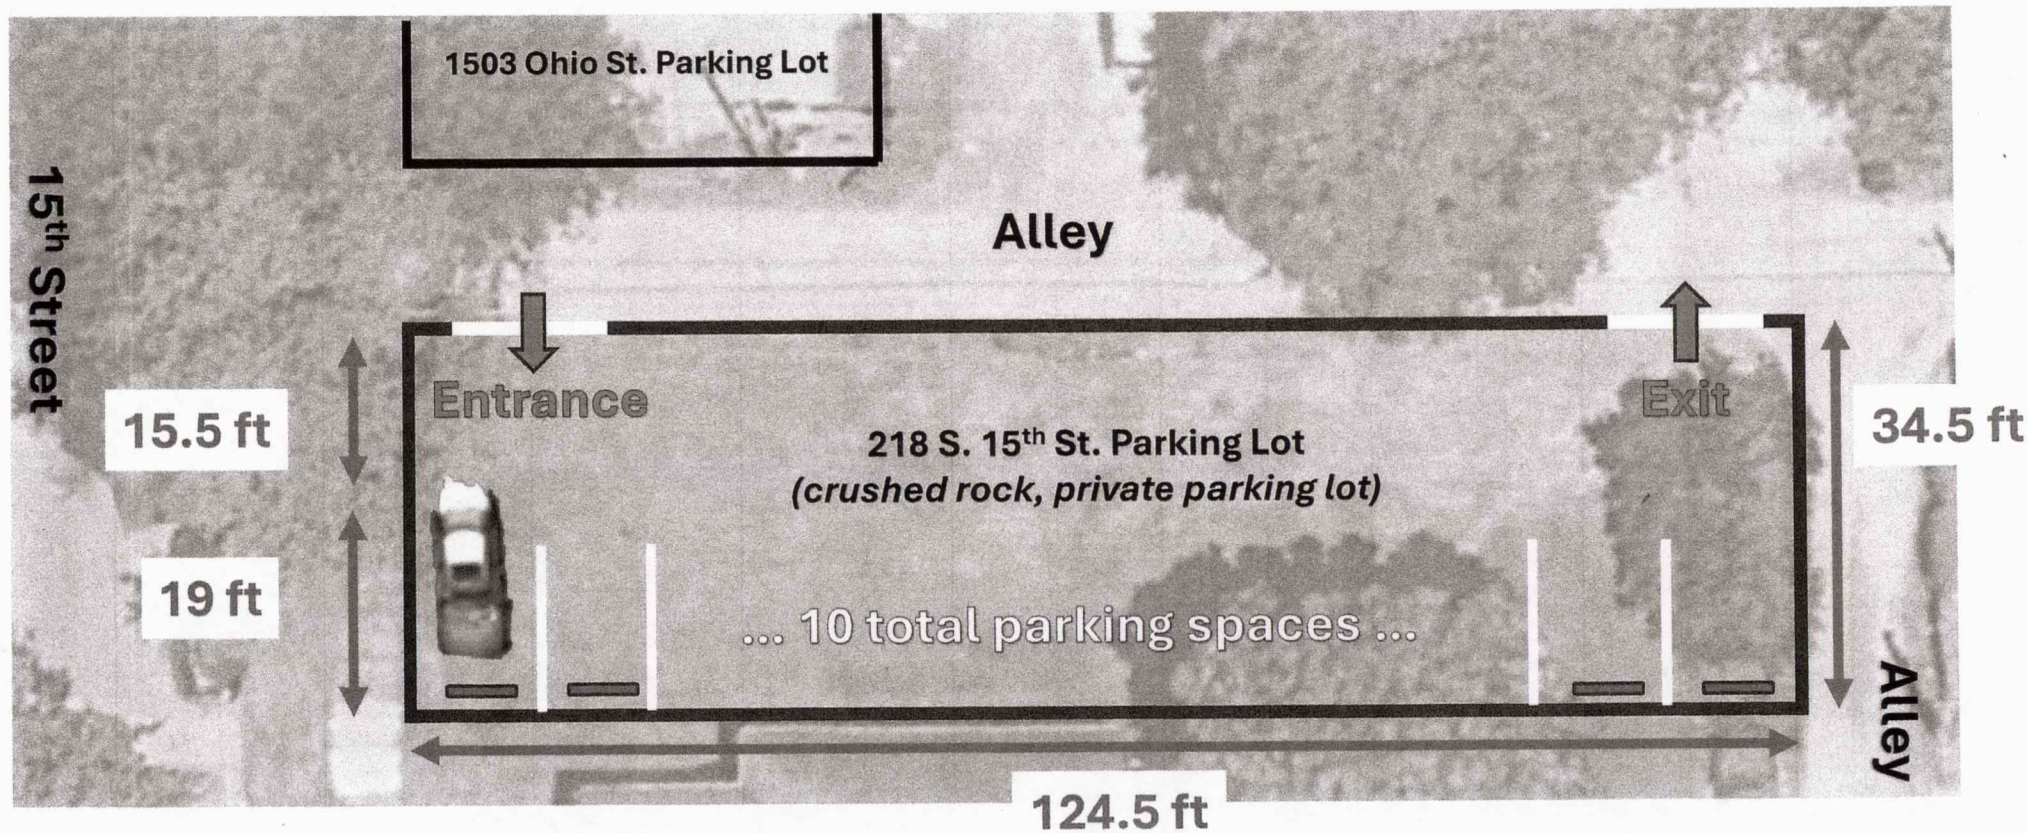 1503 Ohio St. Parking Lot
15th Street
Alley
Entrance
Exit
15.5 ft
34.5 ft
218 S. 15th St. Parking Lot
(crushed rock, private parking lot)
19 ft
... 10 total parking spaces ...
Alley
124.5 ft